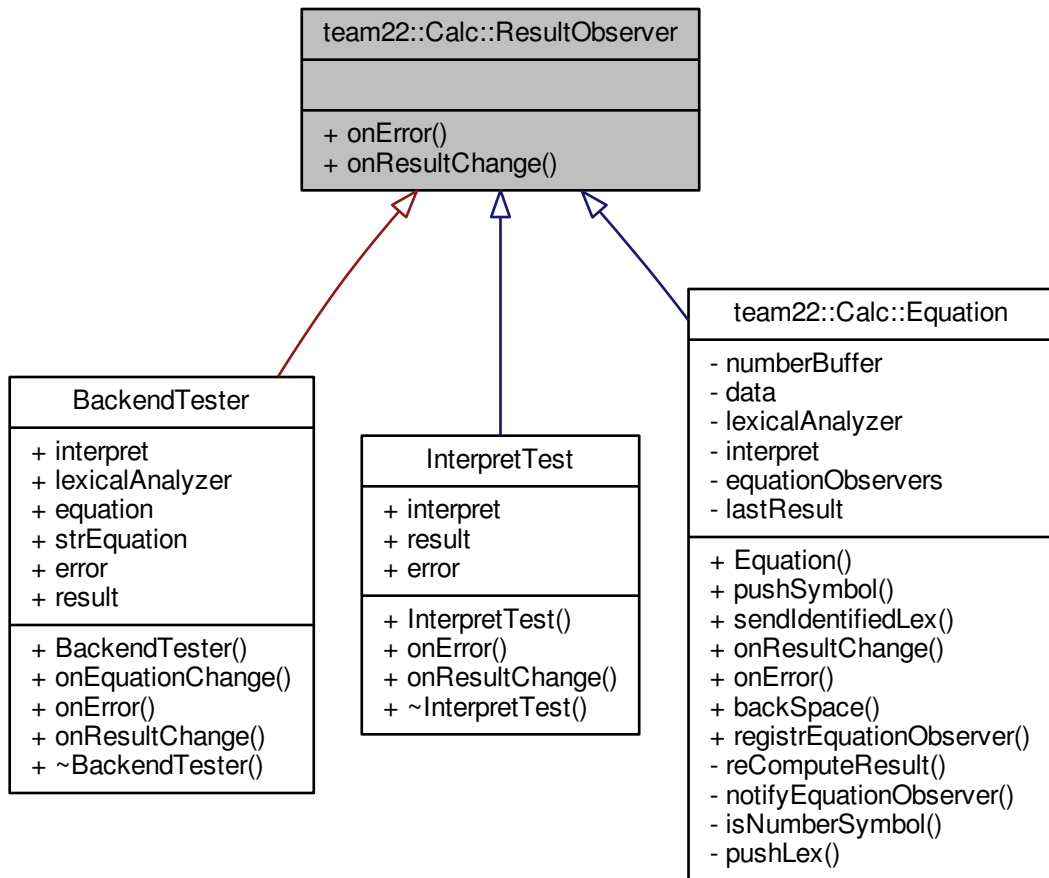 team22::Calc::ResultObserver
+ onError()
+ onResultChange()
BackendTester
+ interpret
+ lexicalAnalyzer
+ equation
+ strEquation
+ error
+ result
+ BackendTester()
+ onEquationChange()
+ onError()
+ onResultChange()
+ ~BackendTester()
InterpretTest
+ interpret
+ result
+ error
+ InterpretTest()
+ onError()
+ onResultChange()
+ ~InterpretTest()
team22::Calc::Equation
- numberBuffer
- data
- lexicalAnalyzer
- interpret
- equationObservers
- lastResult
+ Equation()
+ pushSymbol()
+ sendIdentifiedLex()
+ onResultChange()
+ onError()
+ backSpace()
+ registrEquationObserver()
- reComputeResult()
- notifyEquationObserver()
- isNumberSymbol()
- pushLex()